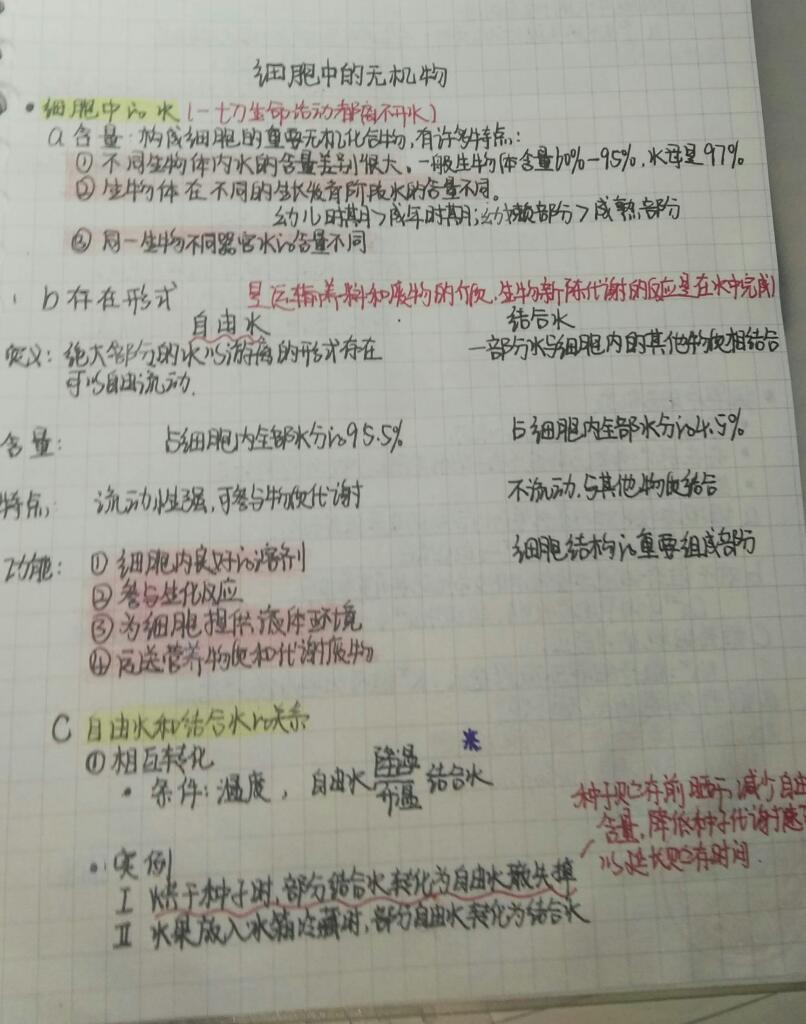 细胞中的无机物
• 细胞中的水(一切生命活动都离不开水)
a 含量:构成细胞的重要无机化合物,有许多特点:
① 不同生物体内水的含量差别很大。一般生物体含量60%-95%,水母是97%
② 生物体在不同的生长发育阶段水的含量不同。
幼儿时期>成年时期;幼嫩部分>成熟部分
③ 同一生物不同器官水的含量不同
b 存在形式
是运输养料和废物的介质,生物新陈代谢的反应是在水中完成)
自由水 结合水
定义: 绝大部分的水以游离的形式存在 一部分水与细胞内的其他物质相结合
可以自由流动.
含量: 占细胞内全部水分的95.5% 占细胞内全部水分的4.5%
特点: 流动性强,可参与物质代谢 不流动,与其他物质结合
功能: ① 细胞内良好的溶剂 细胞结构的重要组成部分
② 参与生化反应
③ 为细胞提供液体环境
④ 运送营养物质和代谢废物
C 自由水和结合水的关系
① 相互转化
• 条件: 温度, 自由水 降温/升温 结合水
种子贮存前晒干,减少自由
含量,降低种子代谢速
以延长贮存时间.
• 实例
I 烘干种子时,部分结合水转化为自由水散失掉
II 水果放入冰箱冷藏时,部分自由水转化为结合水